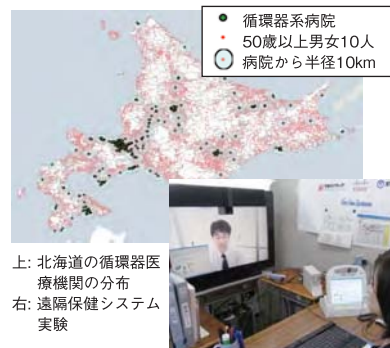 循環器系病院
50歳以上男女10人
病院から半径10km
上: 北海道の循環器医
療機関の分布
右: 遠隔保健システム
実験